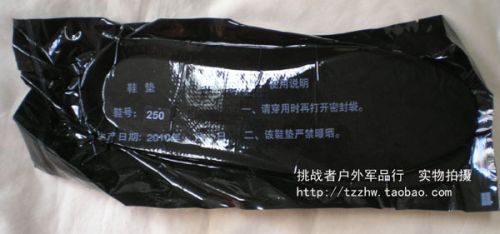 鞋 垫
鞋号: 250
生产日期: 2010年
使用说明
一、请穿用时再打开密封袋。
二、该鞋垫严禁曝晒。
挑战者户外军品行 实物拍摄
http://tzzhw.taobao.com